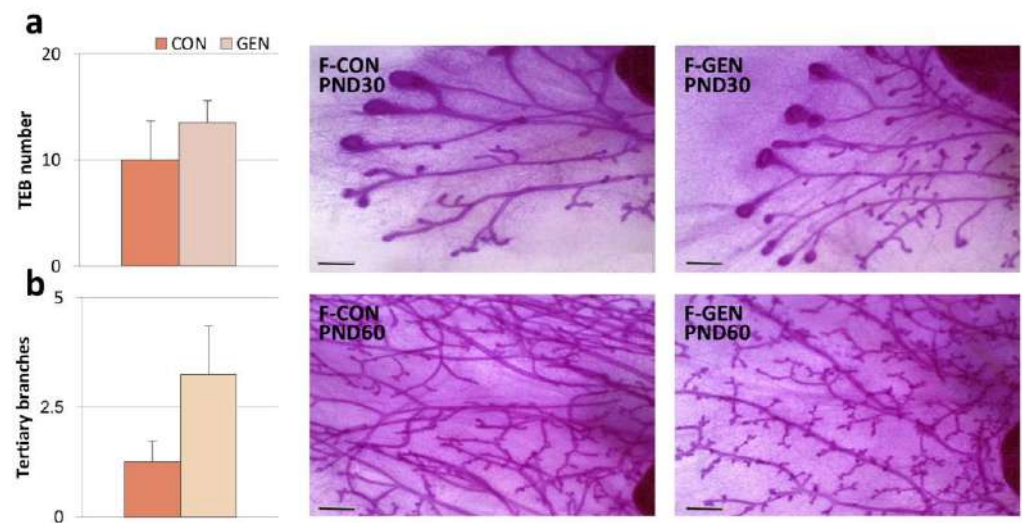 a
CON GEN
20
10
0
TEB number
F-CON
PND30
F-GEN
PND30
b
5
2.5
0
Tertiary branches
F-CON
PND60
F-GEN
PND60